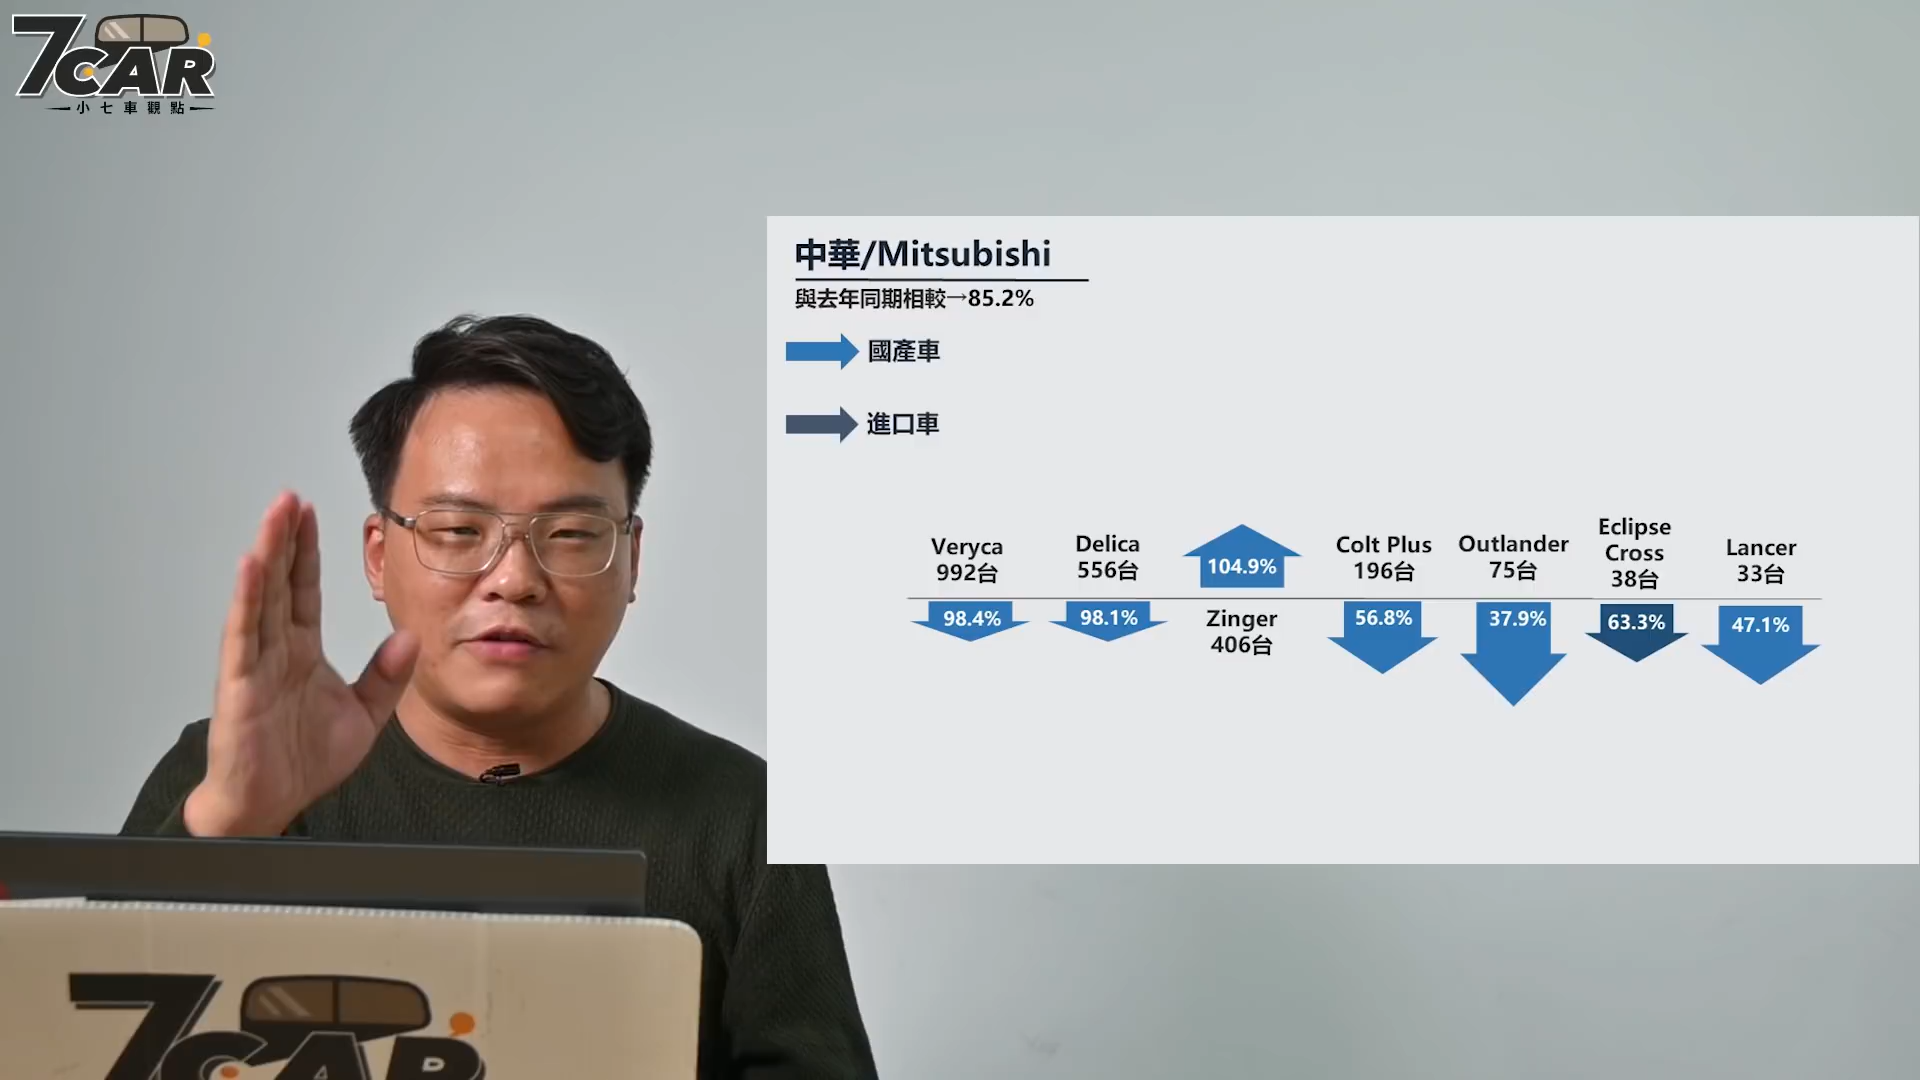 7CAR
小七車觀點
中華/Mitsubishi
與去年同期相較→85.2%
國產車
進口車
Veryca
992台
98.4%
Delica
556台
98.1%
104.9%
Zinger
406台
Colt Plus
196台
56.8%
Outlander
75台
37.9%
Eclipse
Cross
38台
63.3%
Lancer
33台
47.1%
7CAR